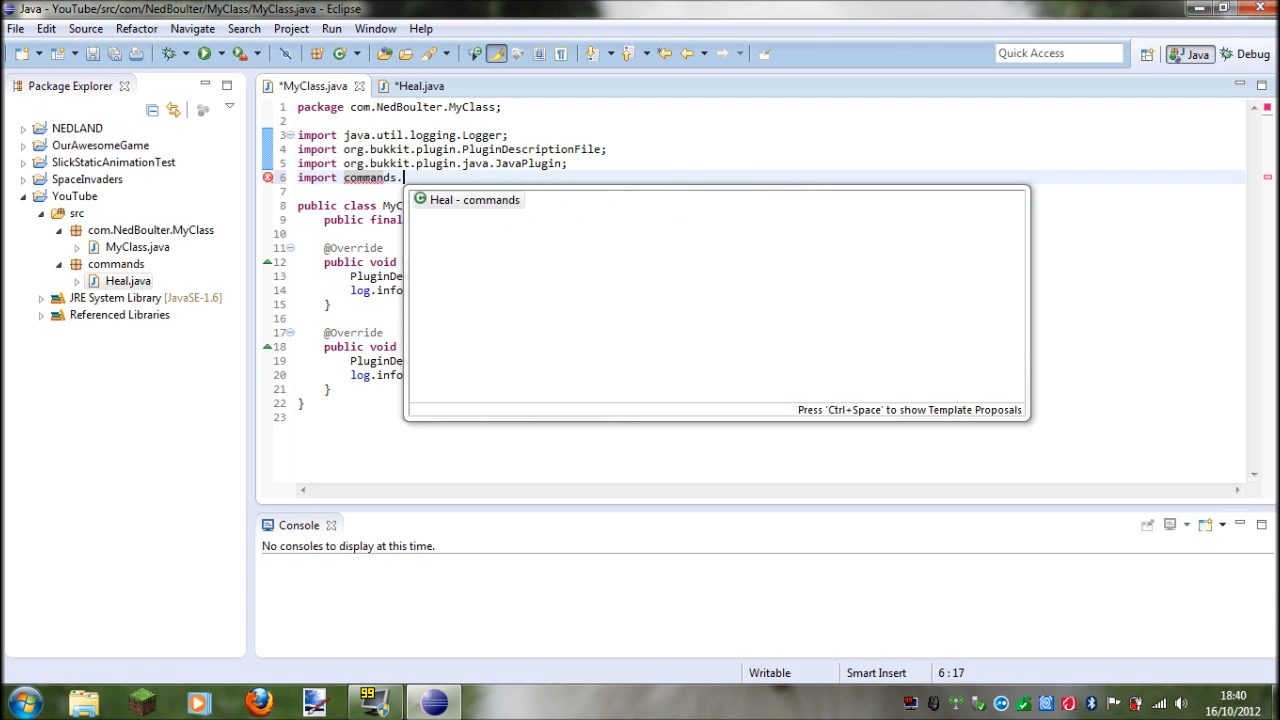 Java - YouTube/src/com/NedBoulter/MyClass/MyClass.java - Eclipse
File Edit Source Refactor Navigate Search Project Run Window Help
Quick Access
Java
Debug
Package Explorer
*MyClass.java
*Heal.java
NEDLAND
OurAwesomeGame
SlickStaticAnimationTest
SpaceInvaders
YouTube
src
com.NedBoulter.MyClass
MyClass.java
commands
Heal.java
JRE System Library [JavaSE-1.6]
Referenced Libraries
1 package com.NedBoulter.MyClass;
2
3 import java.util.logging.Logger;
4 import org.bukkit.plugin.PluginDescriptionFile;
5 import org.bukkit.plugin.java.JavaPlugin;
6 import commands.
7
8 public class MyC
9 public final
10
11 @Override
12 public void
13 PluginDe
14 log.info
15 }
16
17 @Override
18 public void
19 PluginDe
20 log.info
21 }
22 }
23
Heal - commands
Press 'Ctrl+Space' to show Template Proposals
Console
No consoles to display at this time.
Writable
Smart Insert
6 : 17
99
18:40
16/10/2012